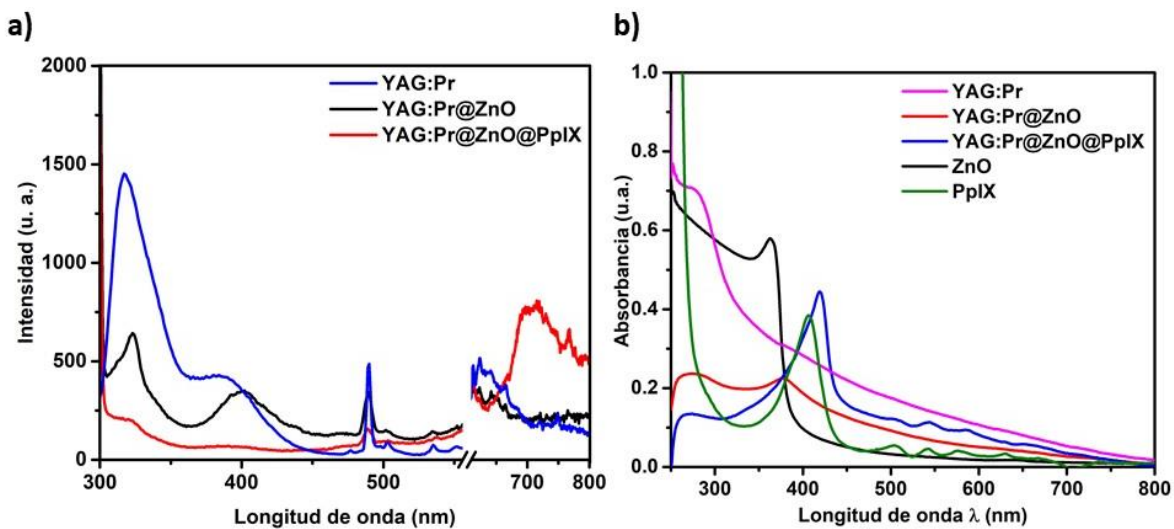 a)
2000
1500
1000
500
0
Intensidad (u. a.)
YAG:Pr
YAG:Pr@ZnO
YAG:Pr@ZnO@PpIX
300
400
500
700
800
Longitud de onda (nm)
b)
1.0
0.8
0.6
0.4
0.2
0.0
Absorbancia (u.a.)
YAG:Pr
YAG:Pr@ZnO
YAG:Pr@ZnO@PpIX
ZnO
PpIX
300
400
500
600
700
800
Longitud de onda λ (nm)